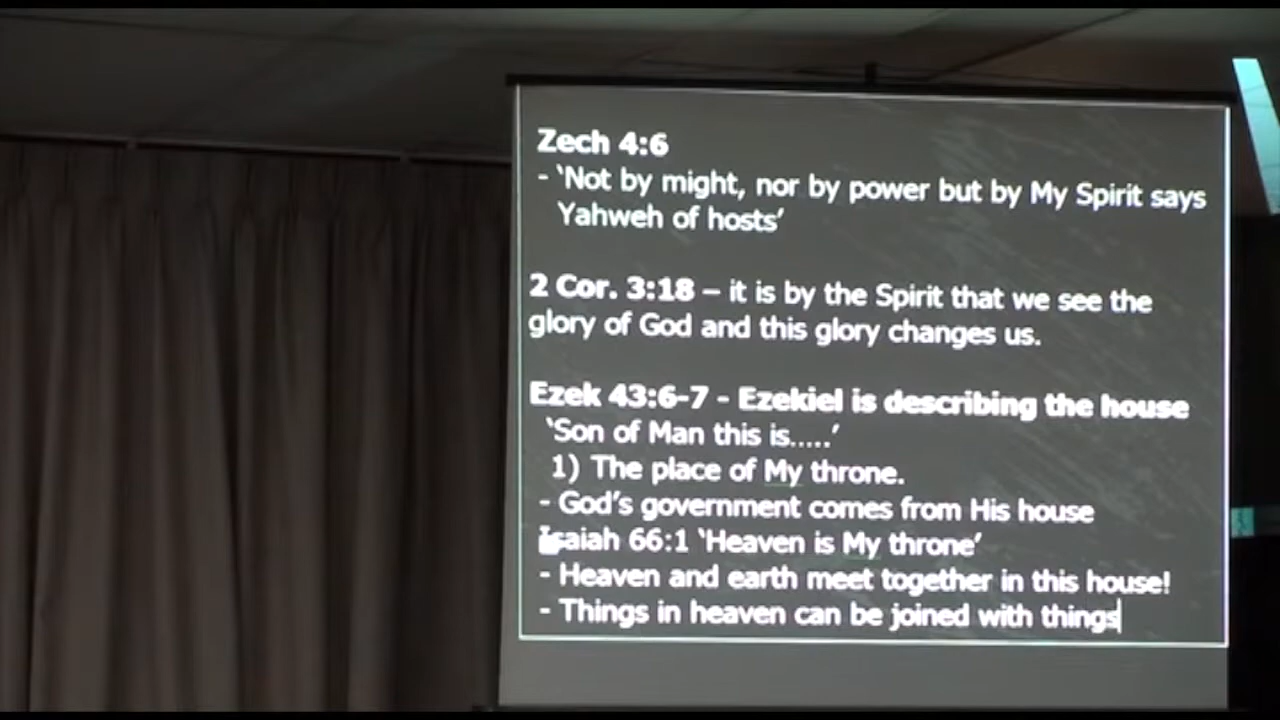 Zech 4:6
- ‘Not by might, nor by power but by My Spirit says
Yahweh of hosts’
2 Cor. 3:18 – it is by the Spirit that we see the
glory of God and this glory changes us.
Ezek 43:6-7 - Ezekiel is describing the house
‘Son of Man this is.....’
1) The place of My throne.
- God’s government comes from His house
Isaiah 66:1 ‘Heaven is My throne’
- Heaven and earth meet together in this house!
- Things in heaven can be joined with things